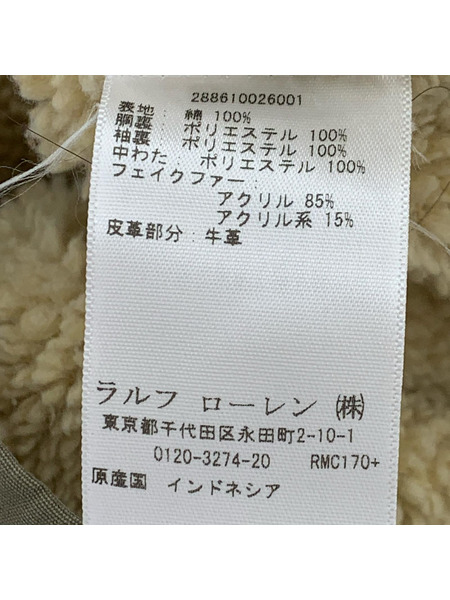 288610026001
表地 : 綿 100%
胴裏 : ポリエステル 100%
袖裏 : ポリエステル 100%
中わた : ポリエステル 100%
フェイクファー :
アクリル 85%
アクリル系 15%
皮革部分 : 牛革
ラルフ ローレン ㈱
東京都千代田区永田町2-10-1
0120-3274-20 RMC170+
原産国 インドネシア